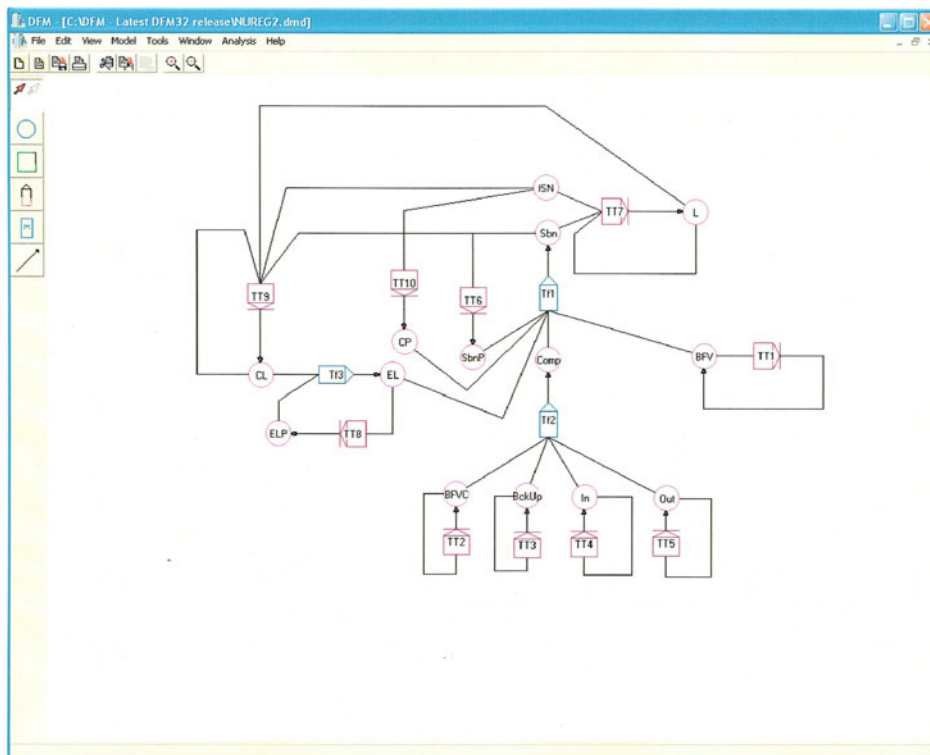 DFM - [C:\DFM - Latest DFM32 release\NUREG2.dmd]
File Edit View Model Tools Window Analysis Help
ISN
TT7
L
Sbn
TT9
TT10
TT6
Tf1
CP
SbnP
Comp
BFV
TT1
CL
Tf3
EL
ELP
TT8
Tf2
BFVC
BckUp
In
Out
TT2
TT3
TT4
TT5